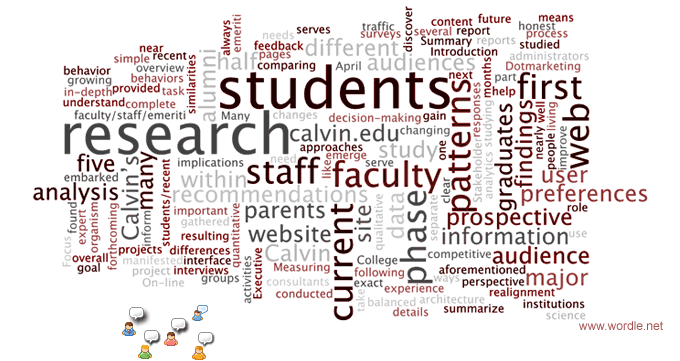 means
content future honest
traffic discover several report process
always emeriti serves surveys Summary reports studied
near needs feedback Introduction administrators
simple recent half different audiences Dotmarketing
behavior overview pages
growing behaviors similarities alumni comparing April next months part
in-depth provided task students patterns responses help first
understand complete
faculty/staff/emeriti Many changes decision-making gain
research calvin.edu changing one Stakeholder analytics studying graduates findings nearly well people living improve web
approaches study
five Calvin's many implications need like emerge serve clear user
embarked students/recent staff faculty
analysis within preferences
recommendations
found expert organisms forthcoming inform important parents current site data qualitative phase separate prospective role
gathered
Focus projects resulting quantitative website information use
overall differences audience
goal manifested interface groups activities Executive Calvin College competitive
project interviews Measuring following ways aforementioned major
On-line consultants exact experience perspective
conducted take balanced architecture realignment institutions
details summarize science
www.wordle.net